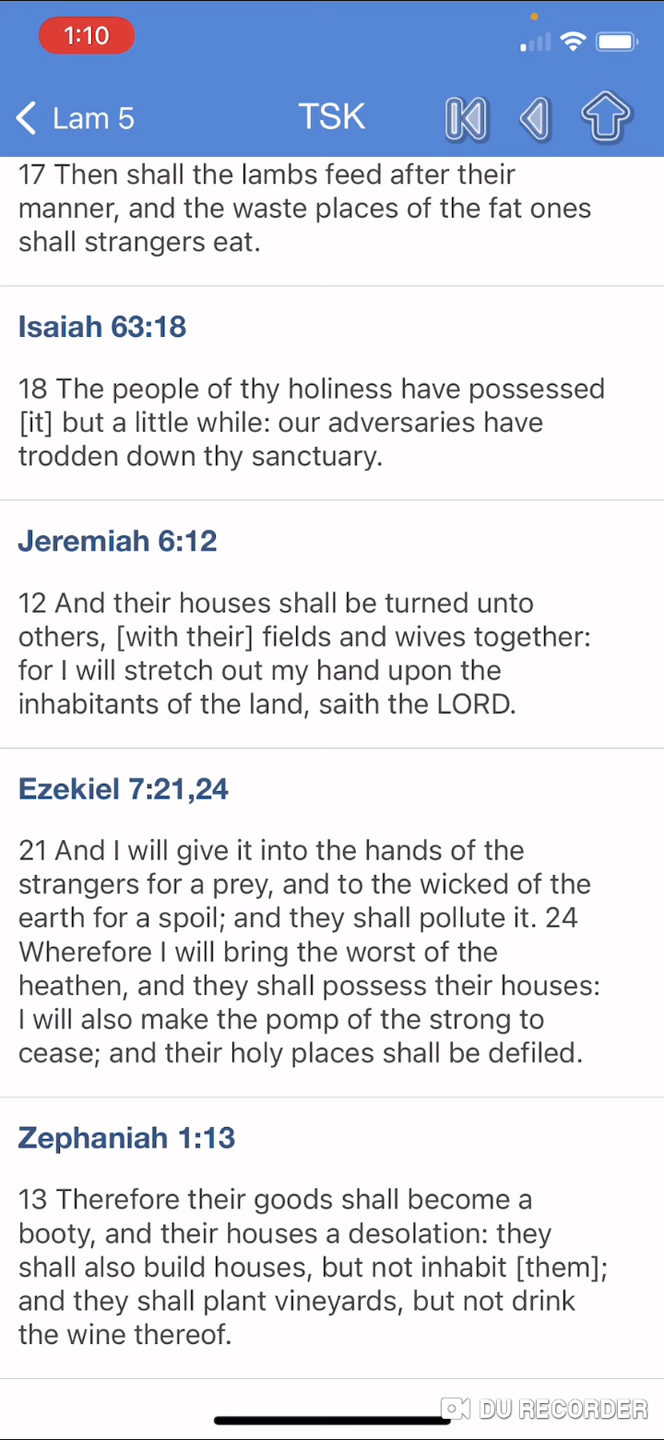 1:10
Lam 5
TSK
17 Then shall the lambs feed after their
manner, and the waste places of the fat ones
shall strangers eat.
Isaiah 63:18
18 The people of thy holiness have possessed
[it] but a little while: our adversaries have
trodden down thy sanctuary.
Jeremiah 6:12
12 And their houses shall be turned unto
others, [with their] fields and wives together:
for I will stretch out my hand upon the
inhabitants of the land, saith the LORD.
Ezekiel 7:21,24
21 And I will give it into the hands of the
strangers for a prey, and to the wicked of the
earth for a spoil; and they shall pollute it. 24
Wherefore I will bring the worst of the
heathen, and they shall possess their houses:
I will also make the pomp of the strong to
cease; and their holy places shall be defiled.
Zephaniah 1:13
13 Therefore their goods shall become a
booty, and their houses a desolation: they
shall also build houses, but not inhabit [them];
and they shall plant vineyards, but not drink
the wine thereof.
DU RECORDER